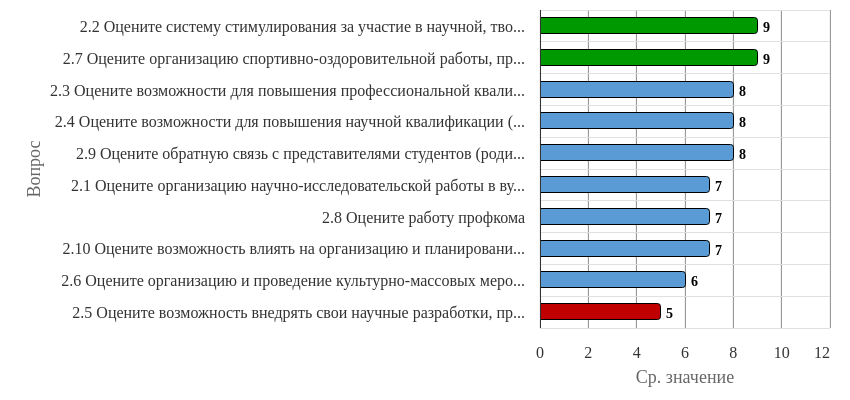 2.2 Оцените систему стимулирования за участие в научной, тво... 9
2.7 Оцените организацию спортивно-оздоровительной работы, пр... 9
2.3 Оцените возможности для повышения профессиональной квали... 8
2.4 Оцените возможности для повышения научной квалификации (... 8
2.9 Оцените обратную связь с представителями студентов (роди... 8
2.1 Оцените организацию научно-исследовательской работы в ву... 7
2.8 Оцените работу профкома 7
2.10 Оцените возможность влиять на организацию и планировани... 7
2.6 Оцените организацию и проведение культурно-массовых меро... 6
2.5 Оцените возможность внедрять свои научные разработки, пр... 5
Вопрос
0 2 4 6 8 10 12
Ср. значение